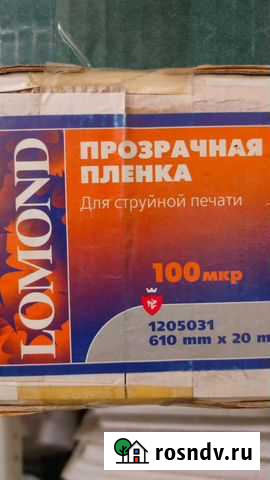 LOMOND
ПРОЗРАЧНАЯ
ПЛЕНКА
Для струйной печати
100 мкр
1205031
610 mm x 20 m
rosndv.ru